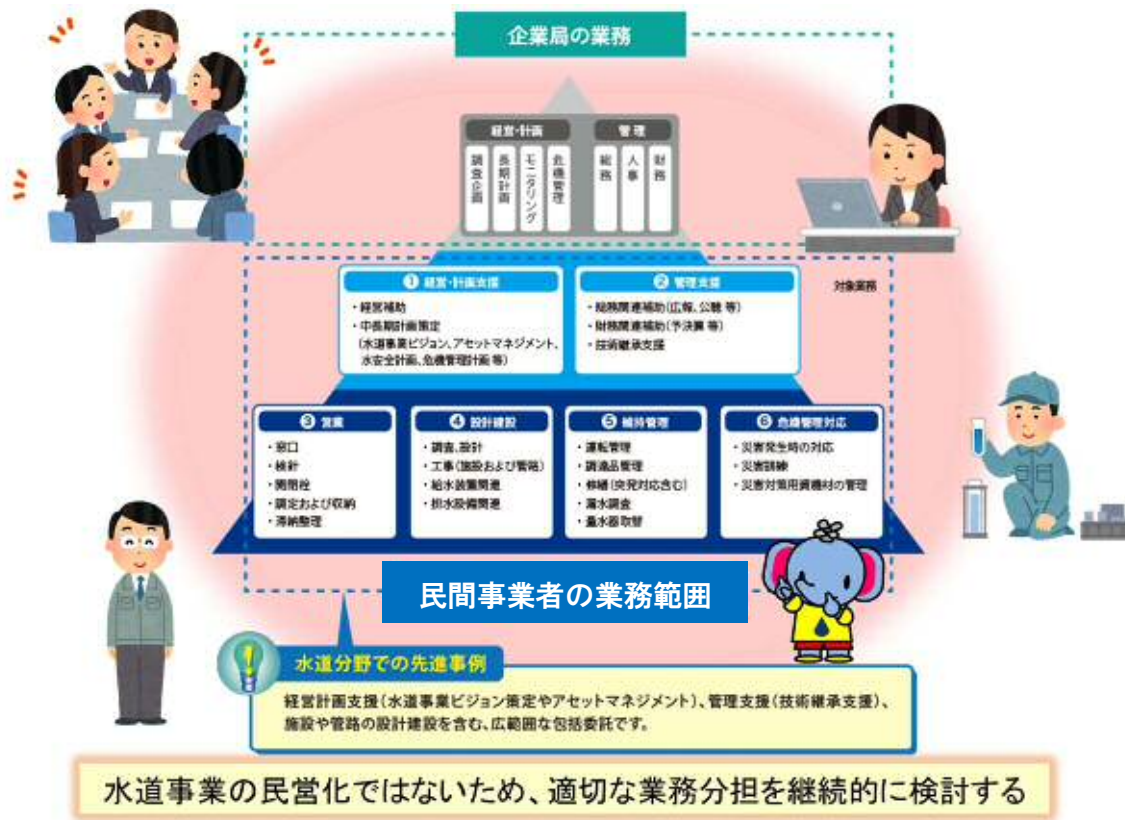 企業局の業務
経営・計画
管理
調査企画
長期計画
モニタリング
危機管理
総務
人事
財務
対象業務
① 経営・計画支援
・経営補助
・中長期計画策定
(水道事業ビジョン、アセットマネジメント、
水安全計画、危機管理計画 等)
② 管理支援
・総務関連補助(広報、公聴 等)
・財務関連補助(予決算 等)
・技術継承支援
③ 営業
・窓口
・検針
・開閉栓
・調定および収納
・滞納整理
④ 設計建設
・調査、設計
・工事(施設および管路)
・給水装置関連
・排水設備関連
⑤ 維持管理
・運転管理
・調達品管理
・修繕(突発対応含む)
・漏水調査
・量水器取替
⑥ 危機管理対応
・災害発生時の対応
・災害訓練
・災害対策用資機材の管理
民間事業者の業務範囲
水道分野での先進事例
経営計画支援(水道事業ビジョン策定やアセットマネジメント)、管理支援(技術継承支援)、
施設や管路の設計建設を含む、広範囲な包括委託です。
水道事業の民営化ではないため、適切な業務分担を継続的に検討する